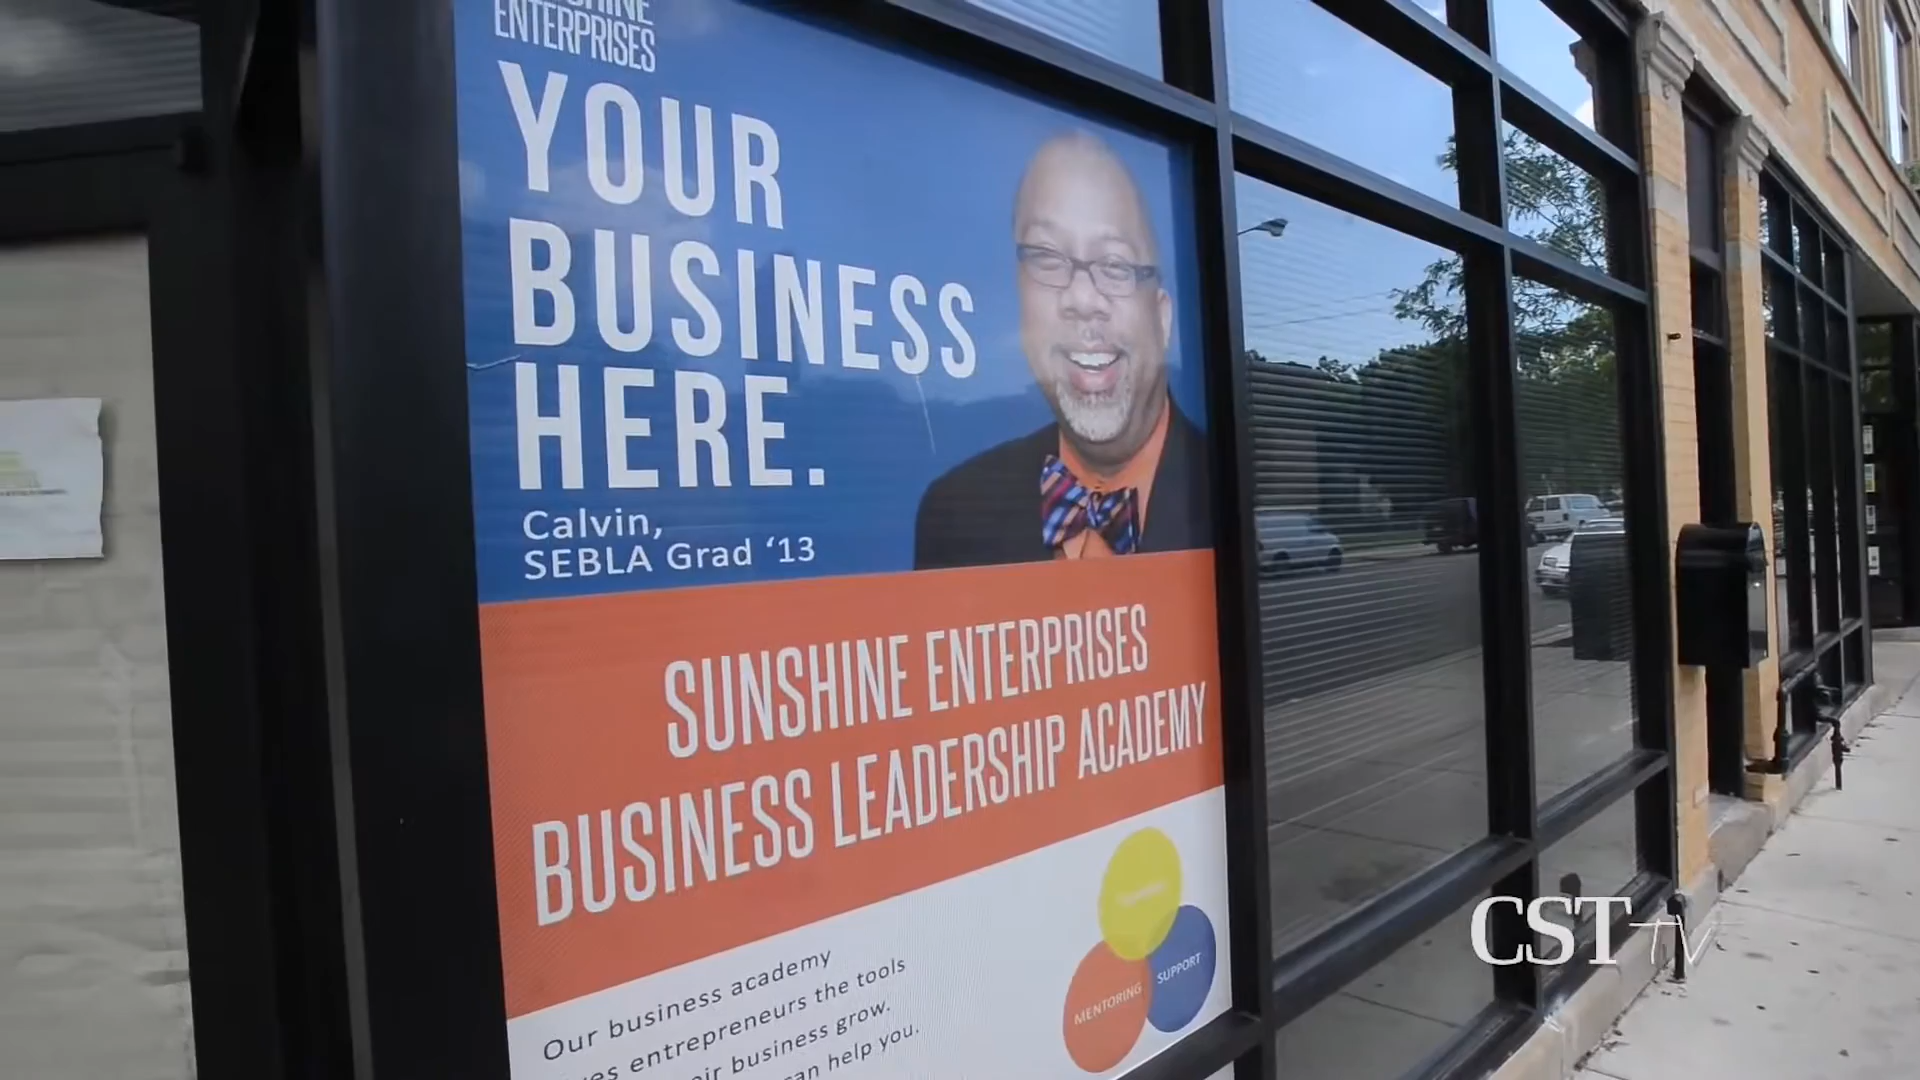 ENTERPRISES
YOUR
BUSINESS
HERE.
Calvin,
SEBLA Grad ‘13
SUNSHINE ENTERPRISES
BUSINESS LEADERSHIP ACADEMY
Our business academy
entrepreneurs the tools
business grow.
can help you.
MENTORING
SUPPORT
CST TV